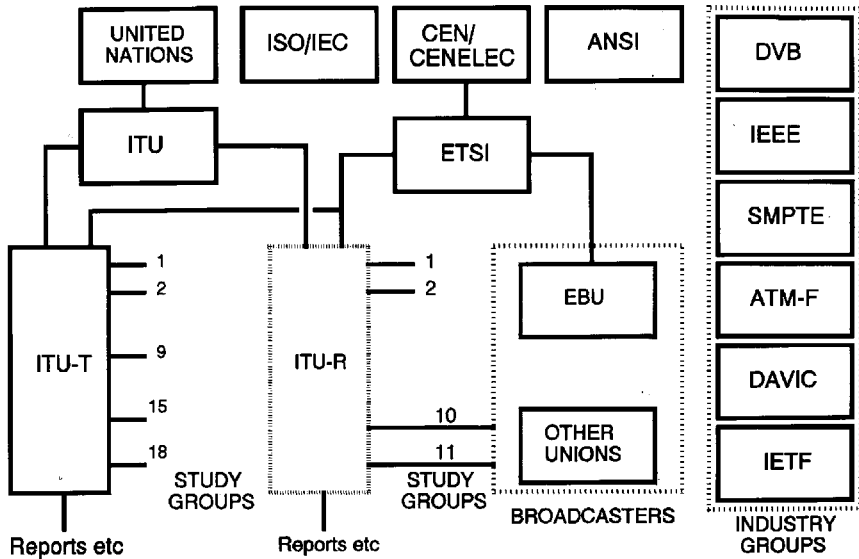 UNITED
NATIONS
ISO/IEC
CEN/
CENELEC
ANSI
ITU
ETSI
ITU-T
1
2
9
15
18
STUDY
GROUPS
Reports etc
ITU-R
1
2
10
11
STUDY
GROUPS
Reports etc
EBU
OTHER
UNIONS
BROADCASTERS
DVB
IEEE
SMPTE
ATM-F
DAVIC
IETF
INDUSTRY
GROUPS